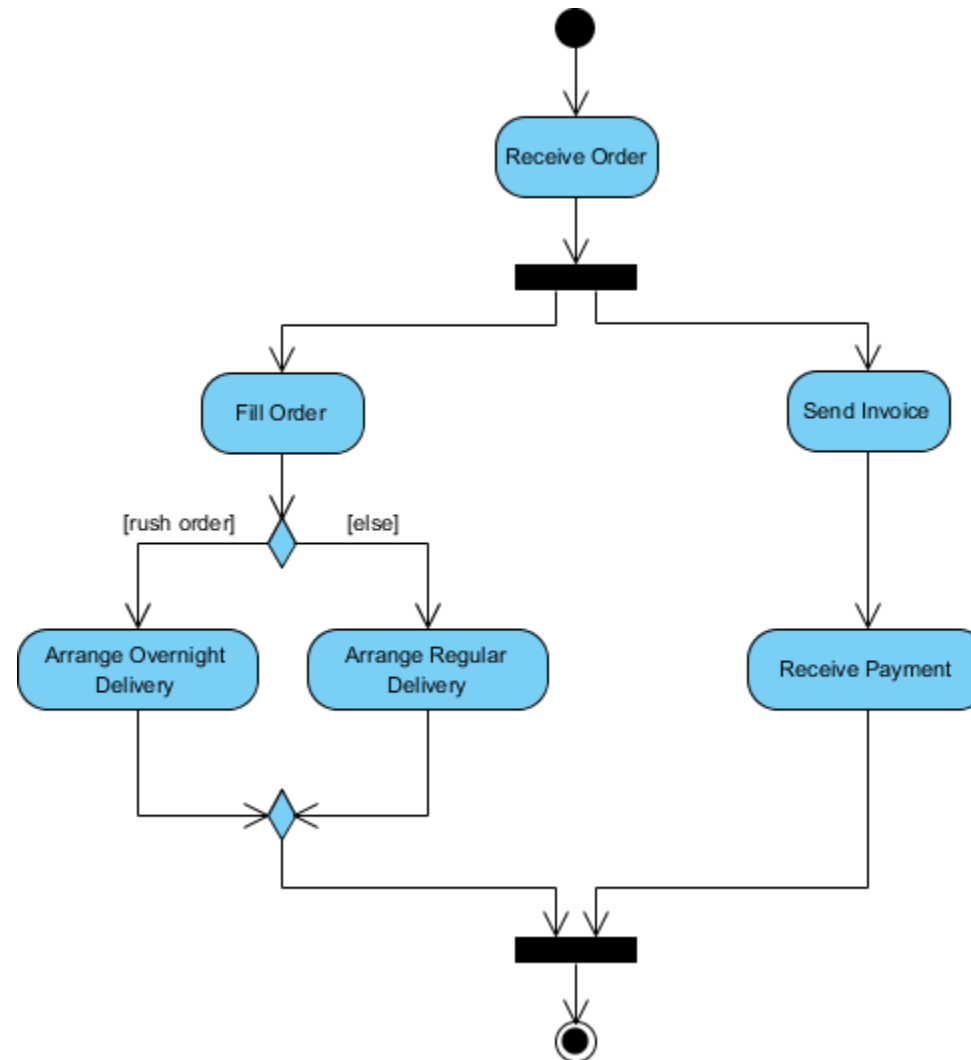 Receive Order
Fill Order
Send Invoice
[rush order]
[else]
Arrange Overnight
Delivery
Arrange Regular
Delivery
Receive Payment